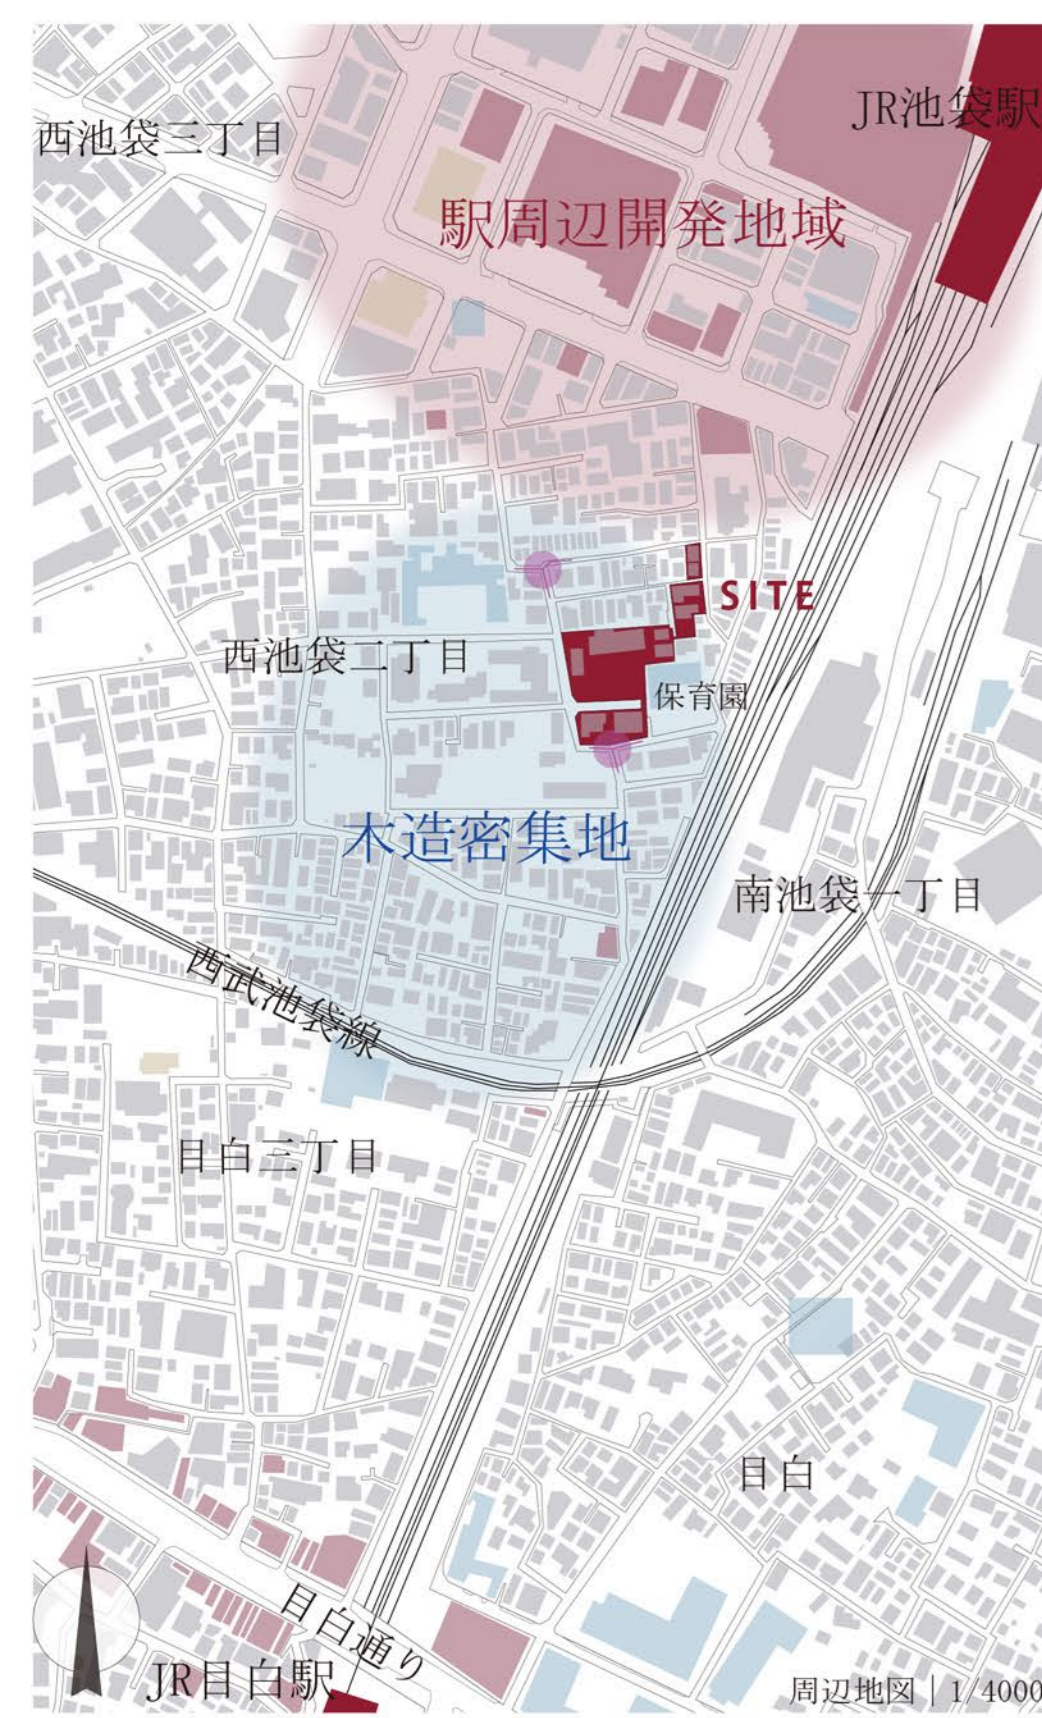 JR池袋駅
西池袋三丁目
駅周辺開発地域
SITE
西池袋二丁目
保育園
木造密集地
南池袋一丁目
西武池袋線
目白三丁目
目白
目白通り
JR目白駅
周辺地図 | 1/4000